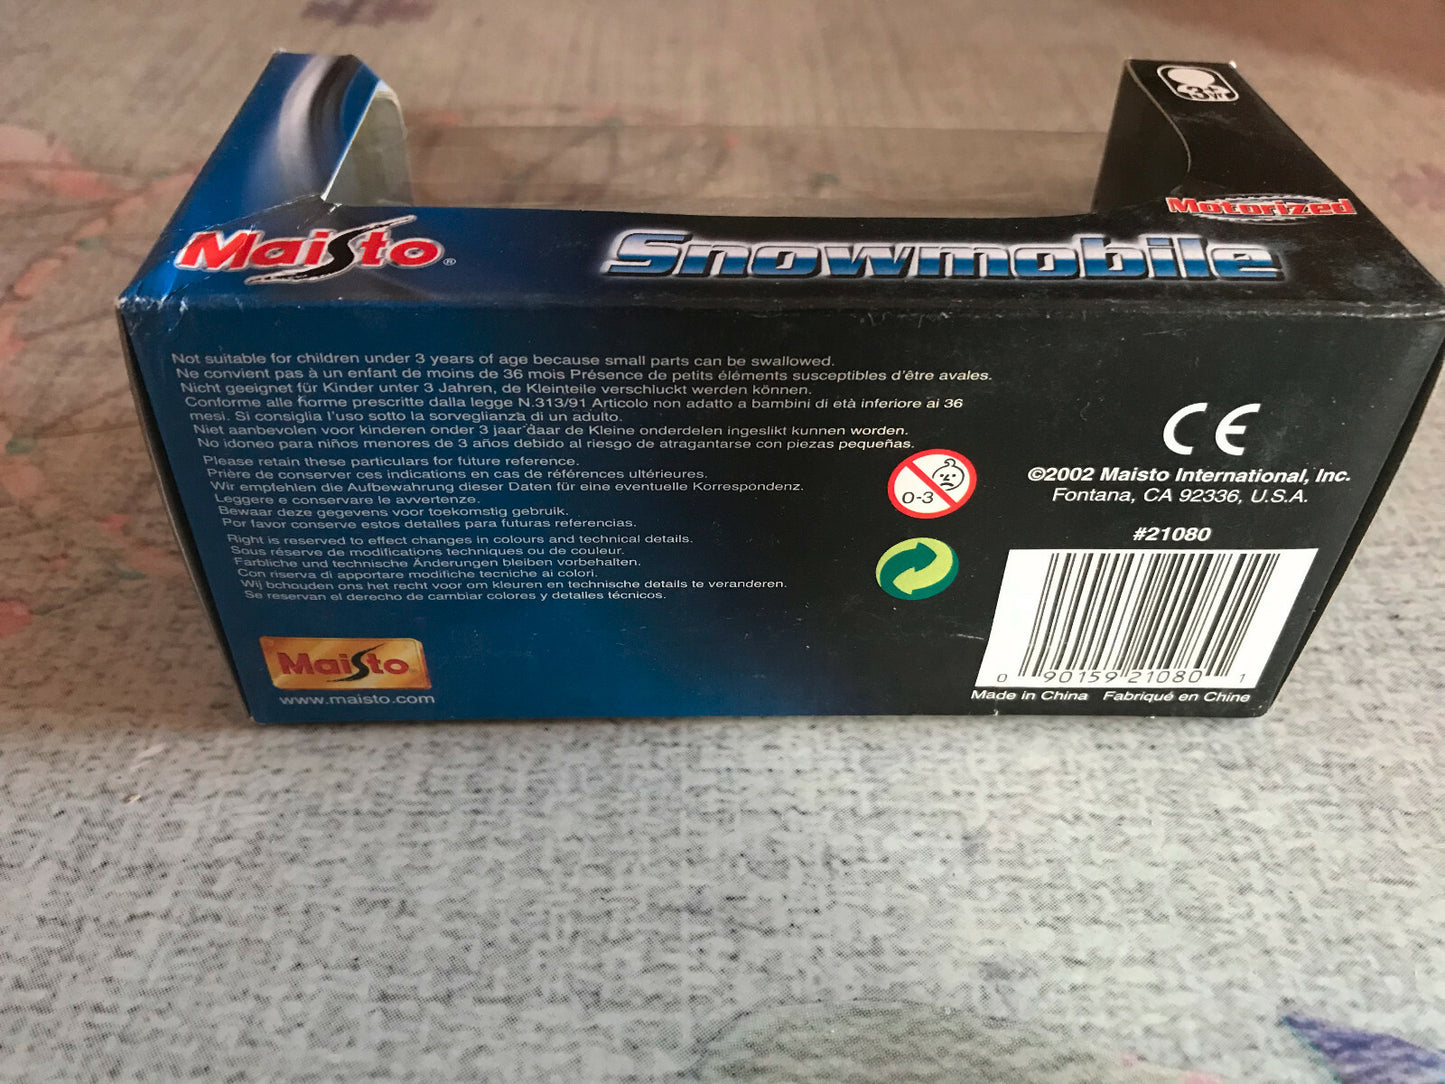 3+
yr
Motorized
Maisto®
Snowmobile
Not suitable for children under 3 years of age because small parts can be swallowed.
Ne convient pas à un enfant de moins de 36 mois Présence de petits éléments susceptibles d'être avales.
Nicht geeignet für Kinder unter 3 Jahren, de Kleinteile verschluckt werden können.
Conforme alle norme prescritte dalla legge N.313/91 Articolo non adatto a bambini di età inferiore ai 36
mesi. Si consiglia l'uso sotto la sorveglianza di un adulto.
Niet aanbevolen voor kinderen onder 3 jaar daar de Kleine onderdelen ingeslikt kunnen worden.
No idoneo para niños menores de 3 años debido al riesgo de atragantarse con piezas pequeñas.
Please retain these particulars for future reference.
Prière de conserver ces indications en cas de références ultérieures.
Wir empfehlen die Aufbewahrung dieser Daten für eine eventuelle Korrespondenz.
Leggere e conservare le avvertenze.
Bewaar deze gegevens voor toekomstig gebruik.
Por favor conserve estos detalles para futuras referencias.
Right is reserved to effect changes in colours and technical details.
Sous réserve de modifications techniques ou de couleur.
Farbliche und technische Änderungen bleiben vorbehalten.
Con riserva di apportare modifiche tecniche ai colori.
Wij bchouden ons het recht voor om kleuren en technische details te veranderen.
Se reservan el derecho de cambiar colores y detalles técnicos.
Maisto
www.maisto.com
0-3
CE
©2002 Maisto International, Inc.
Fontana, CA 92336, U.S.A.
#21080
0 90159 21080 1
Made in China Fabriqué en Chine